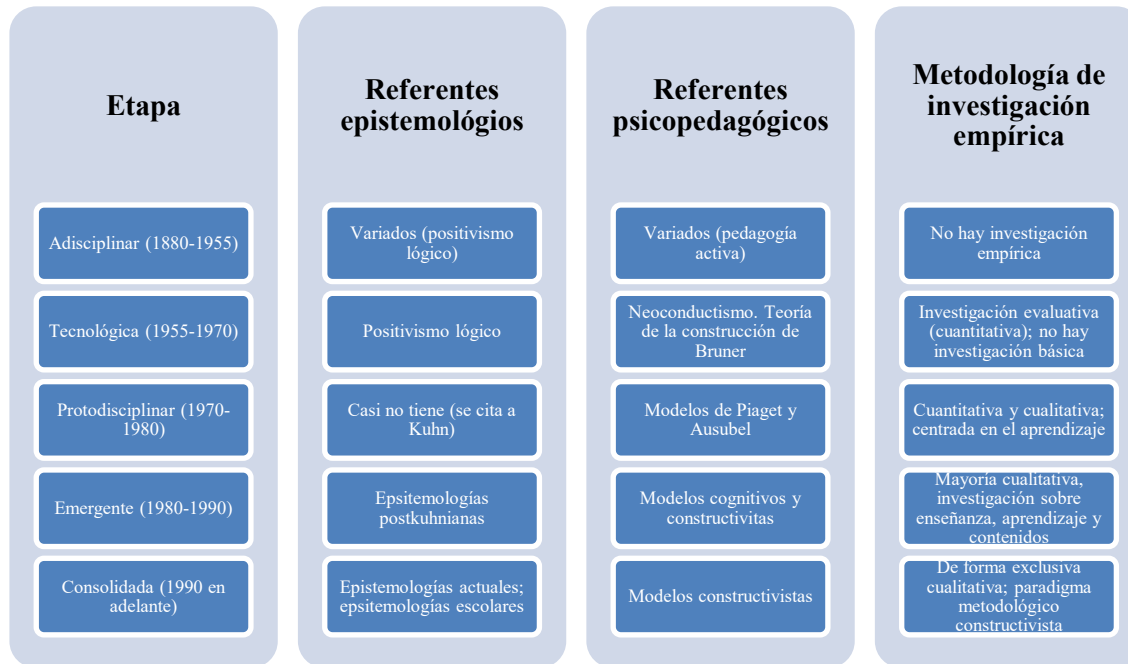 Etapa
Adisciplinar (1880-1955)
Tecnológica (1955-1970)
Protodisciplinar (1970-
1980)
Emergente (1980-1990)
Consolidada (1990 en
adelante)
Referentes
epistemológios
Variados (positivismo
lógico)
Positivismo lógico
Casi no tiene (se cita a
Kuhn)
Epsitemologías
postkuhnianas
Epistemologías actuales;
epsitemologías escolares
Referentes
psicopedagógicos
Variados (pedagogía
activa)
Neoconductismo. Teoría
de la construcción de
Bruner
Modelos de Piaget y
Ausubel
Modelos cognitivos y
constructivitas
Modelos constructivistas
Metodología de
investigación
empírica
No hay investigación
empírica
Investigación evaluativa
(cuantitativa); no hay
investigación básica
Cuantitativa y cualitativa;
centrada en el aprendizaje
Mayoría cualitativa,
investigación sobre
enseñanza, aprendizaje y
contenidos
De forma exclusiva
cualitativa; paradigma
metodológico
constructivista